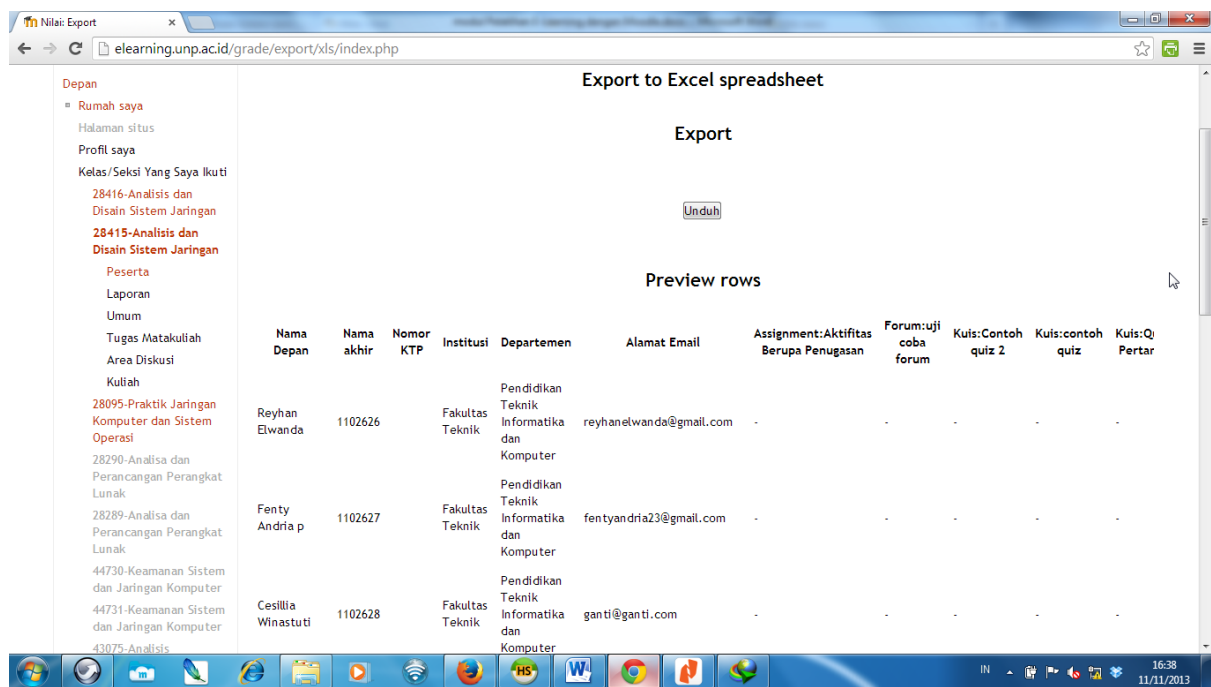 Nilai: Export
elearning.unp.ac.id/grade/export/xls/index.php
Depan
Rumah saya
Halaman situs
Profil saya
Kelas/Seksi Yang Saya Ikuti
28416-Analisis dan
Disain Sistem Jaringan
28415-Analisis dan
Disain Sistem Jaringan
Peserta
Laporan
Umum
Tugas Matakuliah
Area Diskusi
Kuliah
28095-Praktik Jaringan
Komputer dan Sistem
Operasi
28290-Analisa dan
Perancangan Perangkat
Lunak
28289-Analisa dan
Perancangan Perangkat
Lunak
44730-Keamanan Sistem
dan Jaringan Komputer
44731-Keamanan Sistem
dan Jaringan Komputer
43075-Analisis
Export to Excel spreadsheet
Export
Unduh
Preview rows
Nama Depan Nama akhir Nomor KTP Institusi Departemen Alamat Email Assignment:Aktifitas Berupa Penugasan Forum:uji coba forum Kuis:Contoh quiz 2 Kuis:contoh quiz Kuis:Qu Pertan
Reyhan Elwanda 1102626 Fakultas Teknik Pendidikan Teknik Informatika dan Komputer reyhanelwanda@gmail.com - - - - -
Fenty Andria p 1102627 Fakultas Teknik Pendidikan Teknik Informatika dan Komputer fentyandria23@gmail.com - - - - -
Cesillia Winastuti 1102628 Fakultas Teknik Pendidikan Teknik Informatika dan Komputer ganti@ganti.com - - - - -
HS
W
IN
16:38
11/11/2013